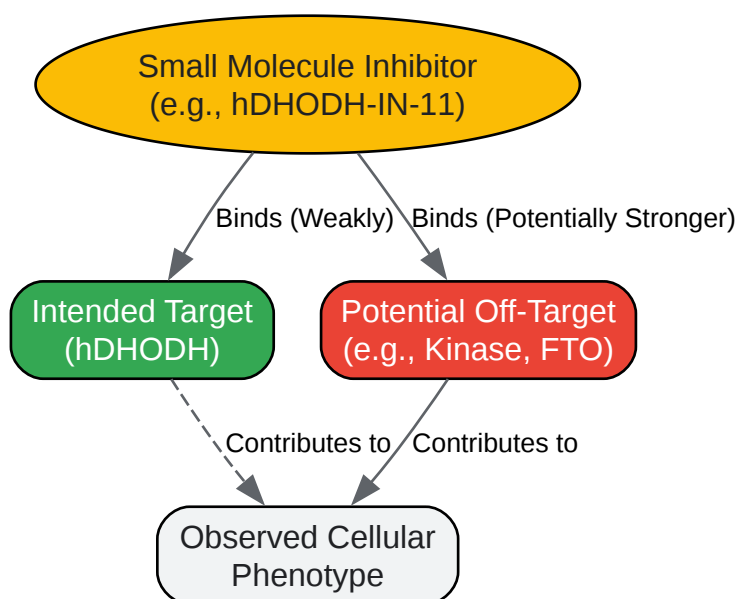 Small Molecule Inhibitor
(e.g., hDHODH-IN-11)
Binds (Weakly)
Binds (Potentially Stronger)
Intended Target
(hDHODH)
Potential Off-Target
(e.g., Kinase, FTO)
Contributes to
Contributes to
Observed Cellular
Phenotype